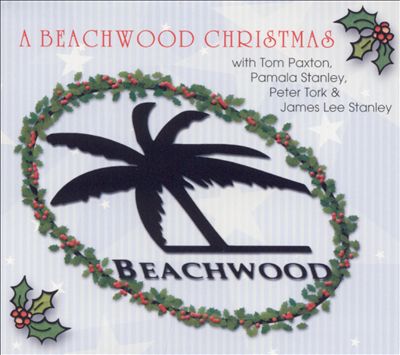 A BEACHWOOD CHRISTMAS
with Tom Paxton,
Pamala Stanley,
Peter Tork &
James Lee Stanley
BEACHWOOD